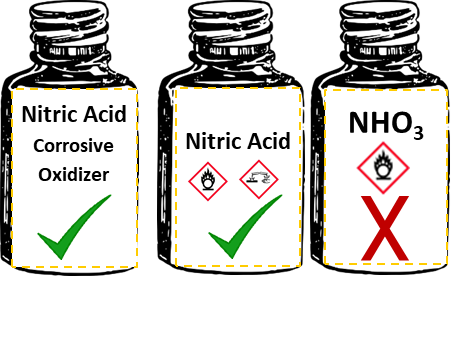 Nitric Acid
Corrosive
Oxidizer
Nitric Acid
NHO₃
X